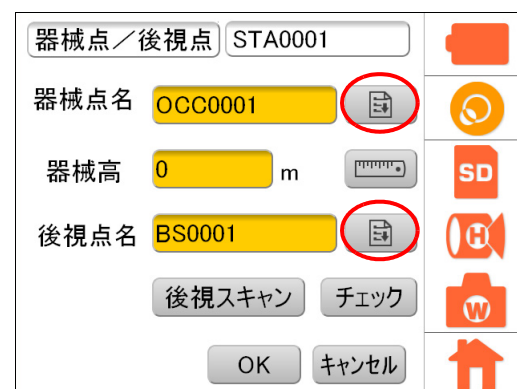 器械点／後視点 STA0001
器械点名 OCC0001
器械高 0 m
SD
後視点名 BS0001
H
後視スキャン チェック
W
OK キャンセル